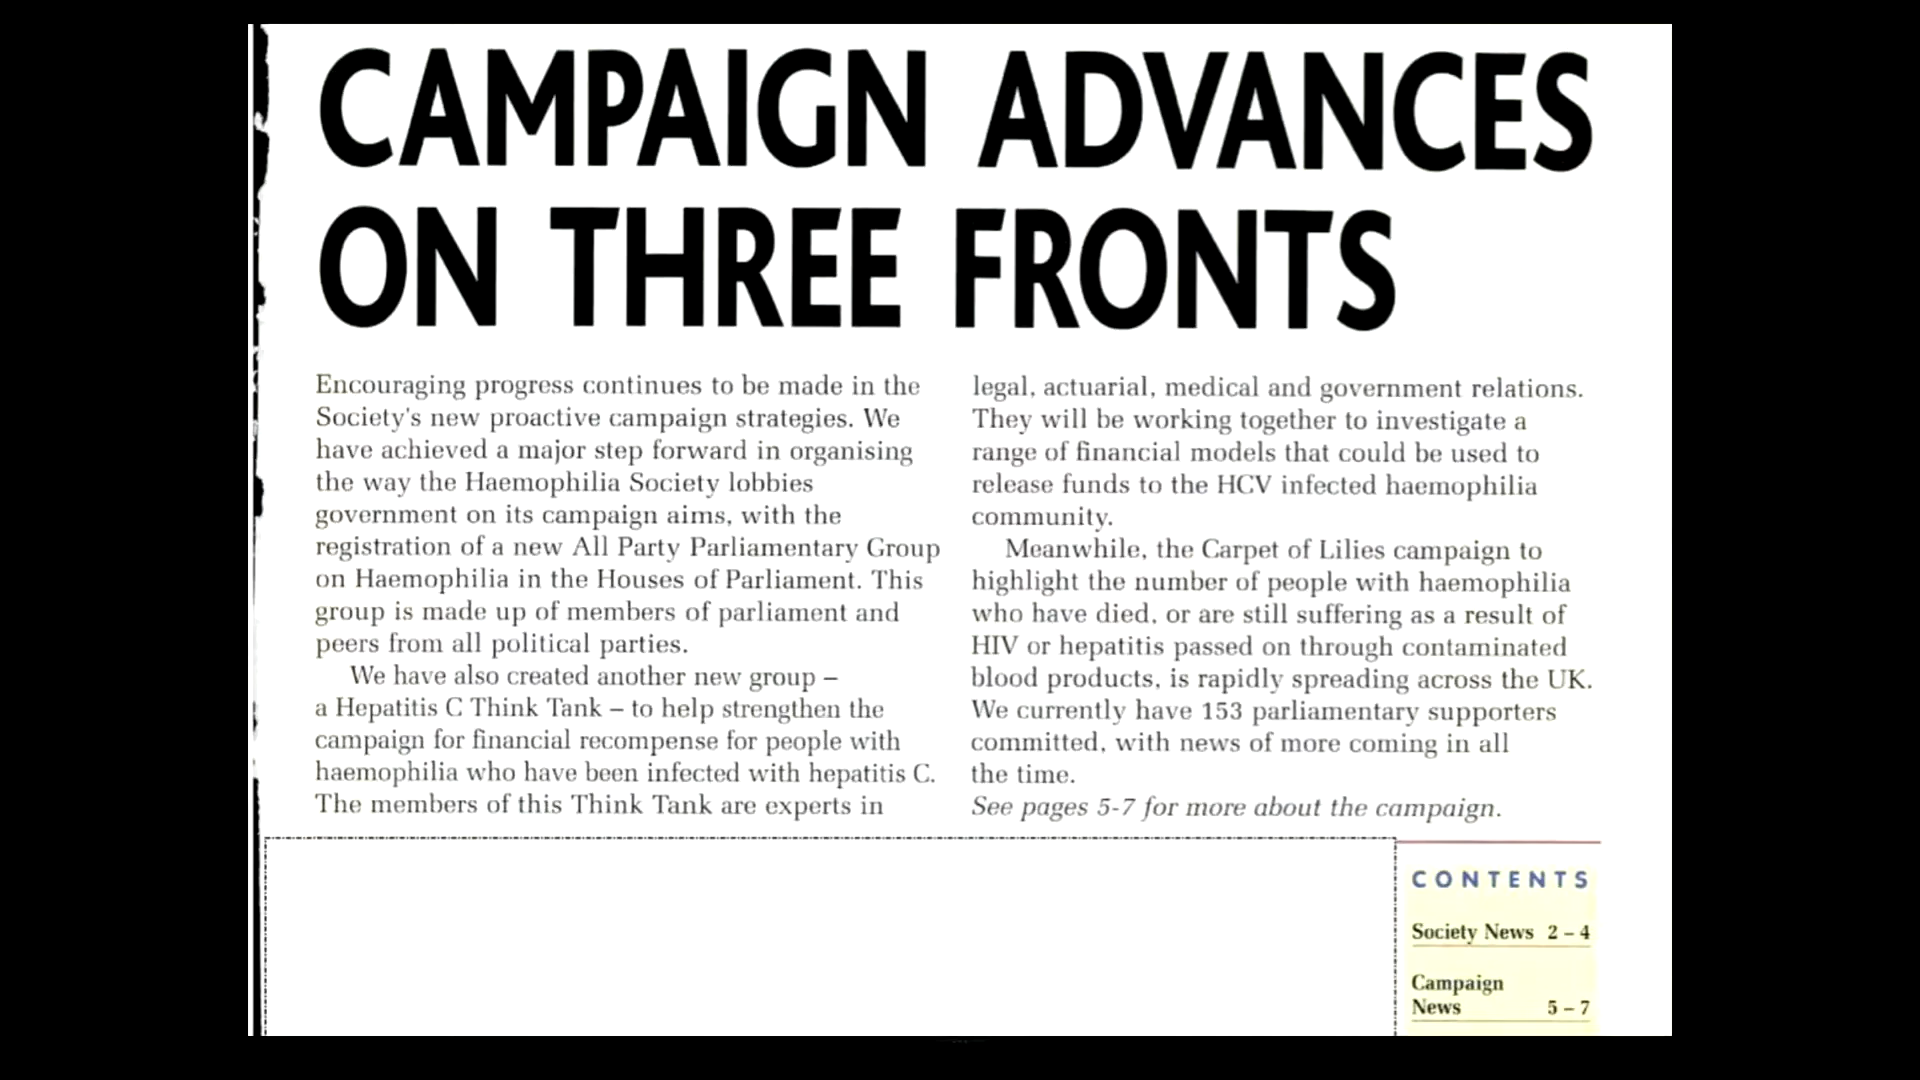 CAMPAIGN ADVANCES
ON THREE FRONTS
Encouraging progress continues to be made in the
Society's new proactive campaign strategies. We
have achieved a major step forward in organising
the way the Haemophilia Society lobbies
government on its campaign aims, with the
registration of a new All Party Parliamentary Group
on Haemophilia in the Houses of Parliament. This
group is made up of members of parliament and
peers from all political parties.
We have also created another new group –
a Hepatitis C Think Tank – to help strengthen the
campaign for financial recompense for people with
haemophilia who have been infected with hepatitis C.
The members of this Think Tank are experts in
legal, actuarial, medical and government relations.
They will be working together to investigate a
range of financial models that could be used to
release funds to the HCV infected haemophilia
community.
Meanwhile, the Carpet of Lilies campaign to
highlight the number of people with haemophilia
who have died, or are still suffering as a result of
HIV or hepatitis passed on through contaminated
blood products, is rapidly spreading across the UK.
We currently have 153 parliamentary supporters
committed, with news of more coming in all
the time.
See pages 5-7 for more about the campaign.
CONTENTS
Society News 2 – 4
Campaign
News 5 – 7